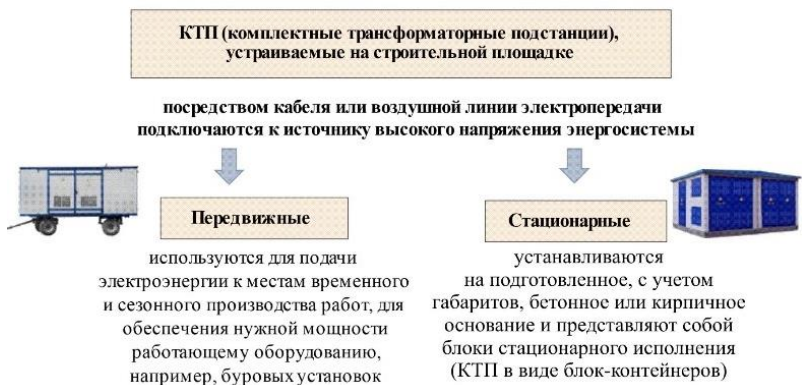 КТП (комплектные трансформаторные подстанции),
устраиваемые на строительной площадке
посредством кабеля или воздушной линии электропередачи
подключаются к источнику высокого напряжения энергосистемы
Передвижные
используются для подачи
электроэнергии к местам временного
и сезонного производства работ, для
обеспечения нужной мощности
работающему оборудованию,
например, буровых установок
Стационарные
устанавливаются
на подготовленное, с учетом
габаритов, бетонное или кирпичное
основание и представляют собой
блоки стационарного исполнения
(КТП в виде блок-контейнеров)